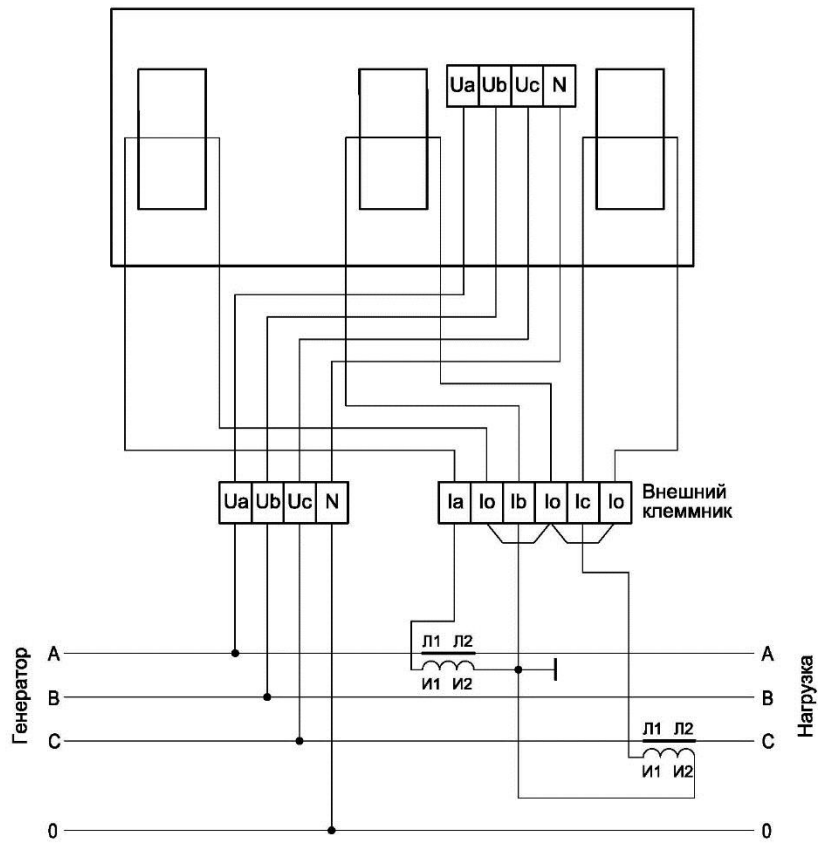 Ua Ub Uc N
Ua Ub Uc N
Ia Io Ib Io Ic Io
Внешний
клеммник
Генератор
A
Л1 Л2
A
И1 И2
B
B
C
Л1 Л2
C
И1 И2
0
0
Нагрузка